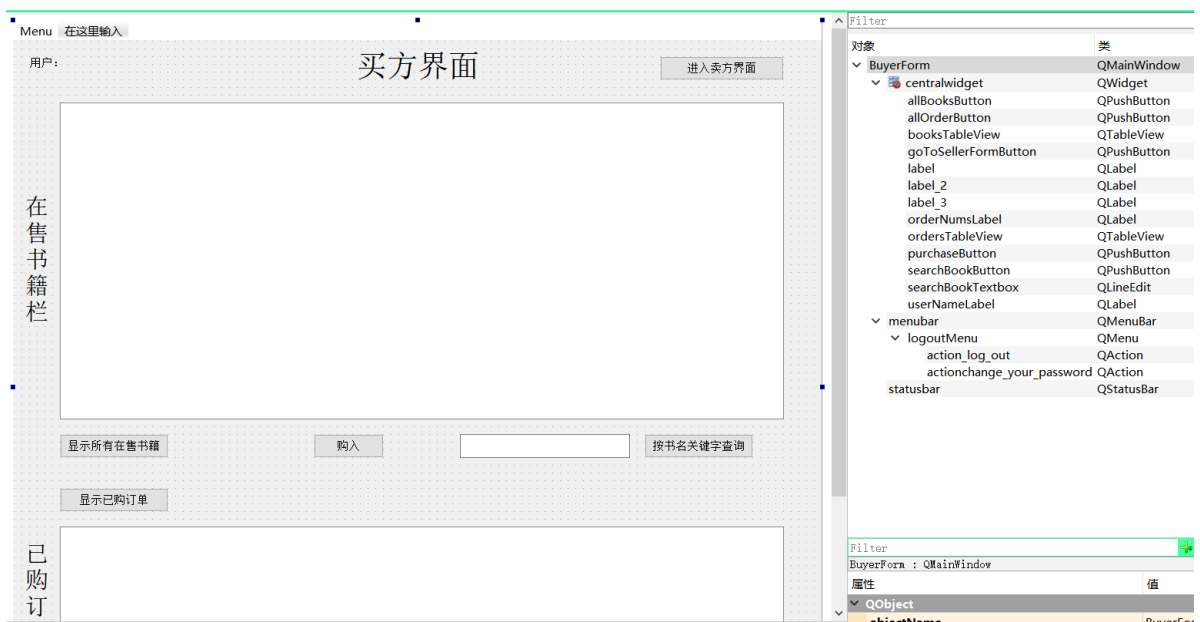 Menu 在这里输入
用户:
买方界面
进入卖方界面
在售书籍栏
显示所有在售书籍
购入
按书名关键字查询
显示已购订单
已购订
Filter
对象 类
BuyerForm QMainWindow
centralwidget QWidget
allBooksButton QPushButton
allOrderButton QPushButton
booksTableView QTableView
goToSellerFormButton QPushButton
label QLabel
label_2 QLabel
label_3 QLabel
orderNumsLabel QLabel
ordersTableView QTableView
purchaseButton QPushButton
searchBookButton QPushButton
searchBookTextbox QLineEdit
userNameLabel QLabel
menubar QMenuBar
logoutMenu QMenu
action_log_out QAction
actionchange_your_password QAction
statusbar QStatusBar
Filter
BuyerForm : QMainWindow
属性 值
QObject
objectName BuyerFor